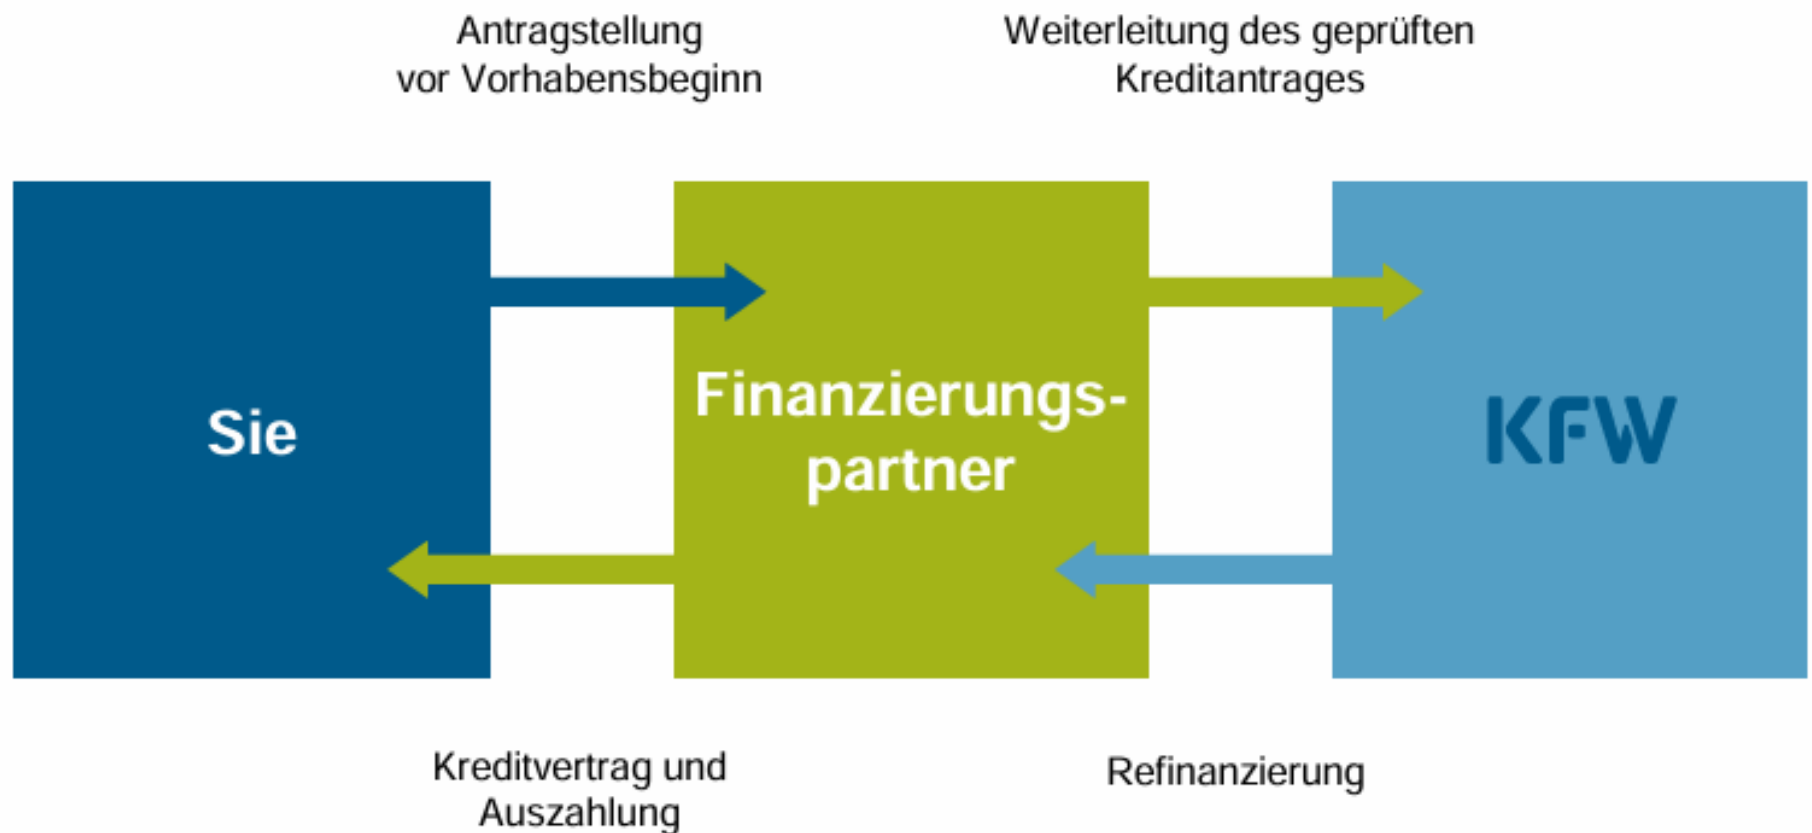 Antragstellung
vor Vorhabensbeginn
Weiterleitung des geprüften
Kreditantrages
Sie
Finanzierungs-
partner
KFW
Kreditvertrag und
Auszahlung
Refinanzierung